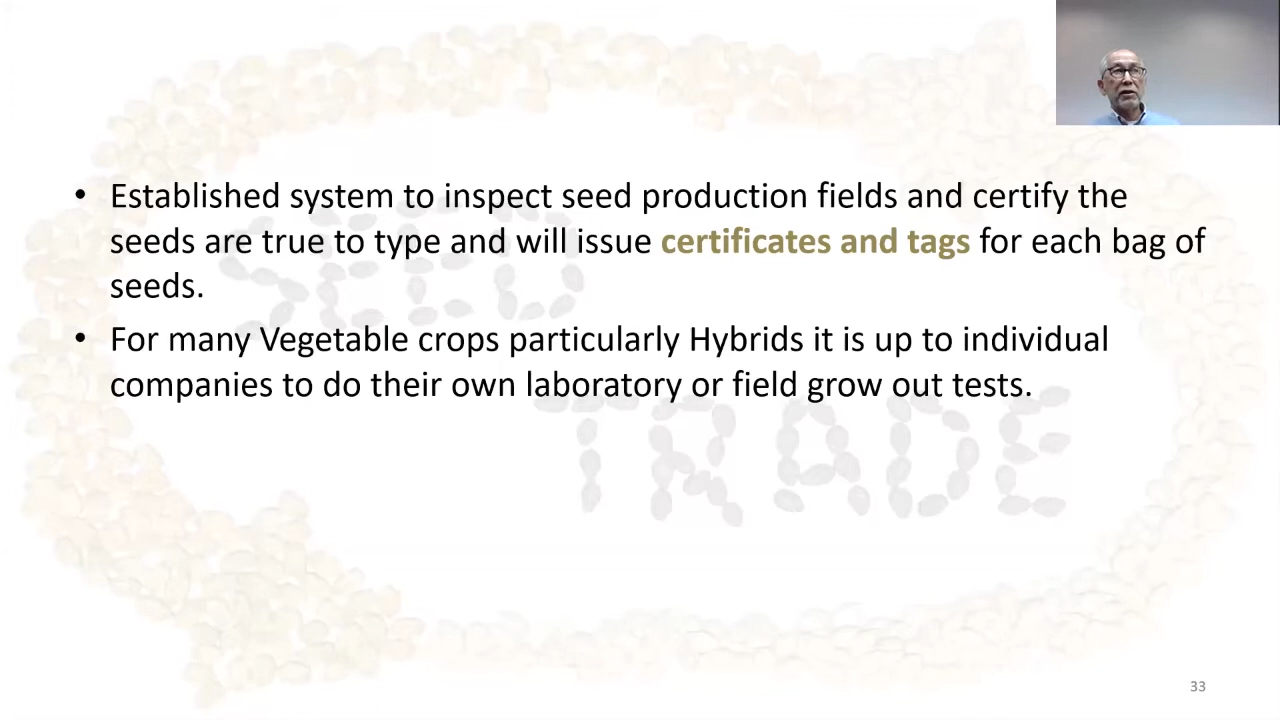 • Established system to inspect seed production fields and certify the
seeds are true to type and will issue certificates and tags for each bag of
seeds.
• For many Vegetable crops particularly Hybrids it is up to individual
companies to do their own laboratory or field grow out tests.
SEED
TRADE
33